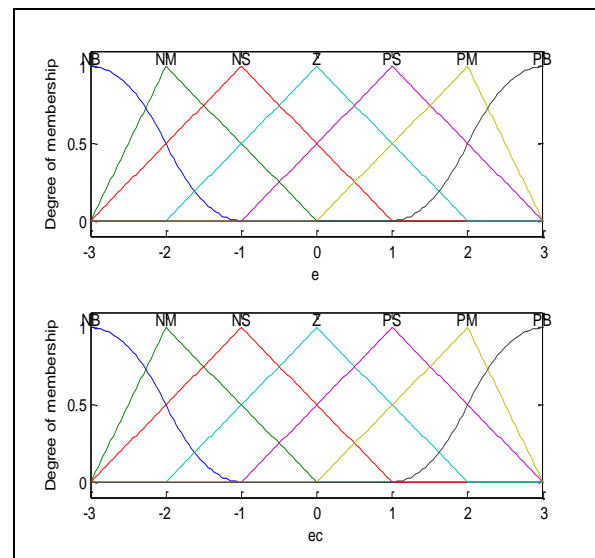 NB NM NS Z PS PM PB
1
0.5
0
Degree of membership
-3 -2 -1 0 1 2 3
e
NB NM NS Z PS PM PB
1
0.5
0
Degree of membership
-3 -2 -1 0 1 2 3
ec